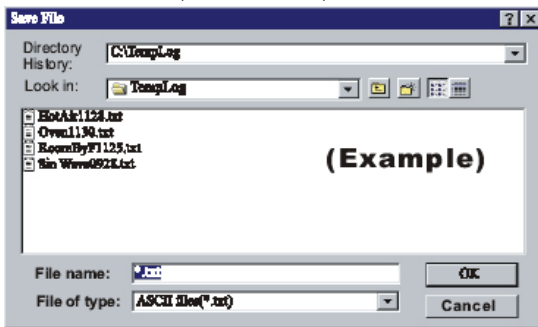 Save File
Directory History: C:\TempLog
Look in: TempLog
HotAir1128.txt
Oven1130.txt
RoomByF1125.txt
Sin Wave0928.txt
(Example)
File name: *.txt
OK
File of type: ASCII files(*.txt)
Cancel